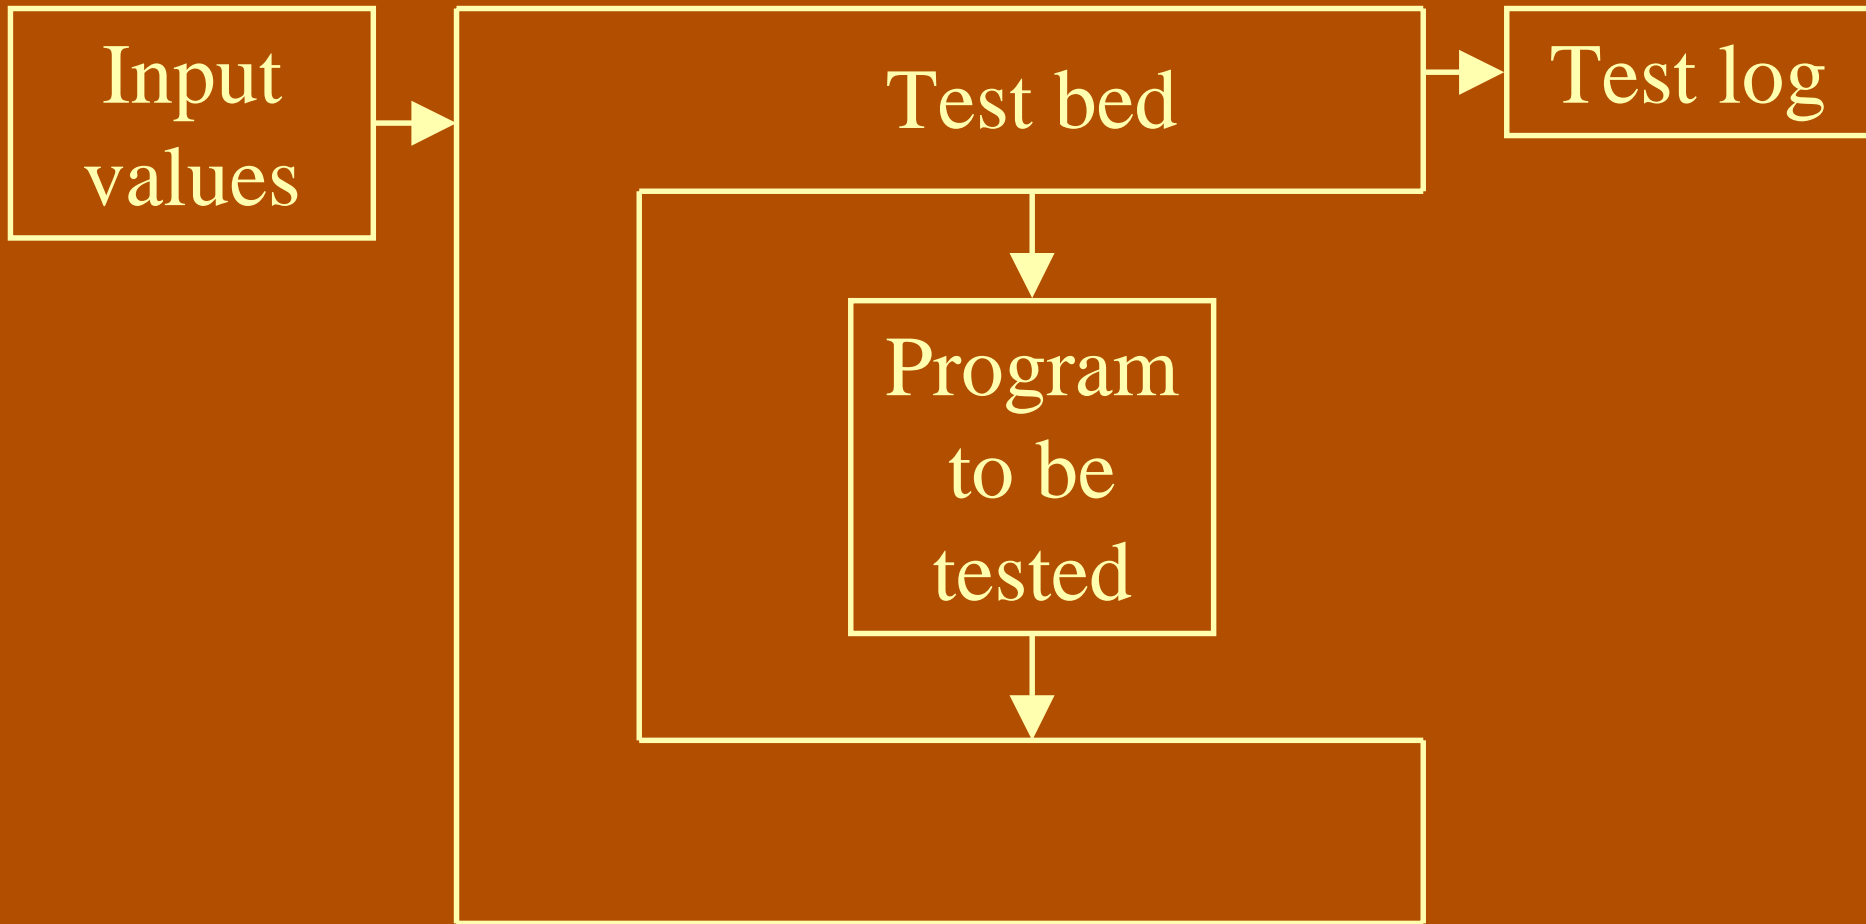 Input
values
Test bed
Test log
Program
to be
tested